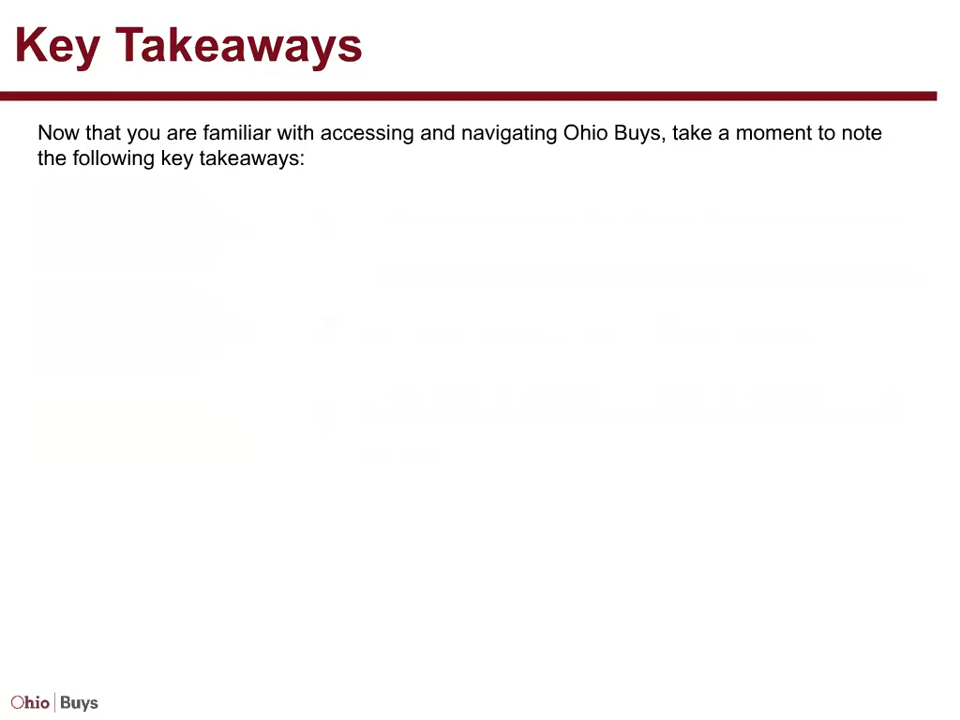 Key Takeaways
Now that you are familiar with accessing and navigating Ohio Buys, take a moment to note
the following key takeaways:
Ohio Buys